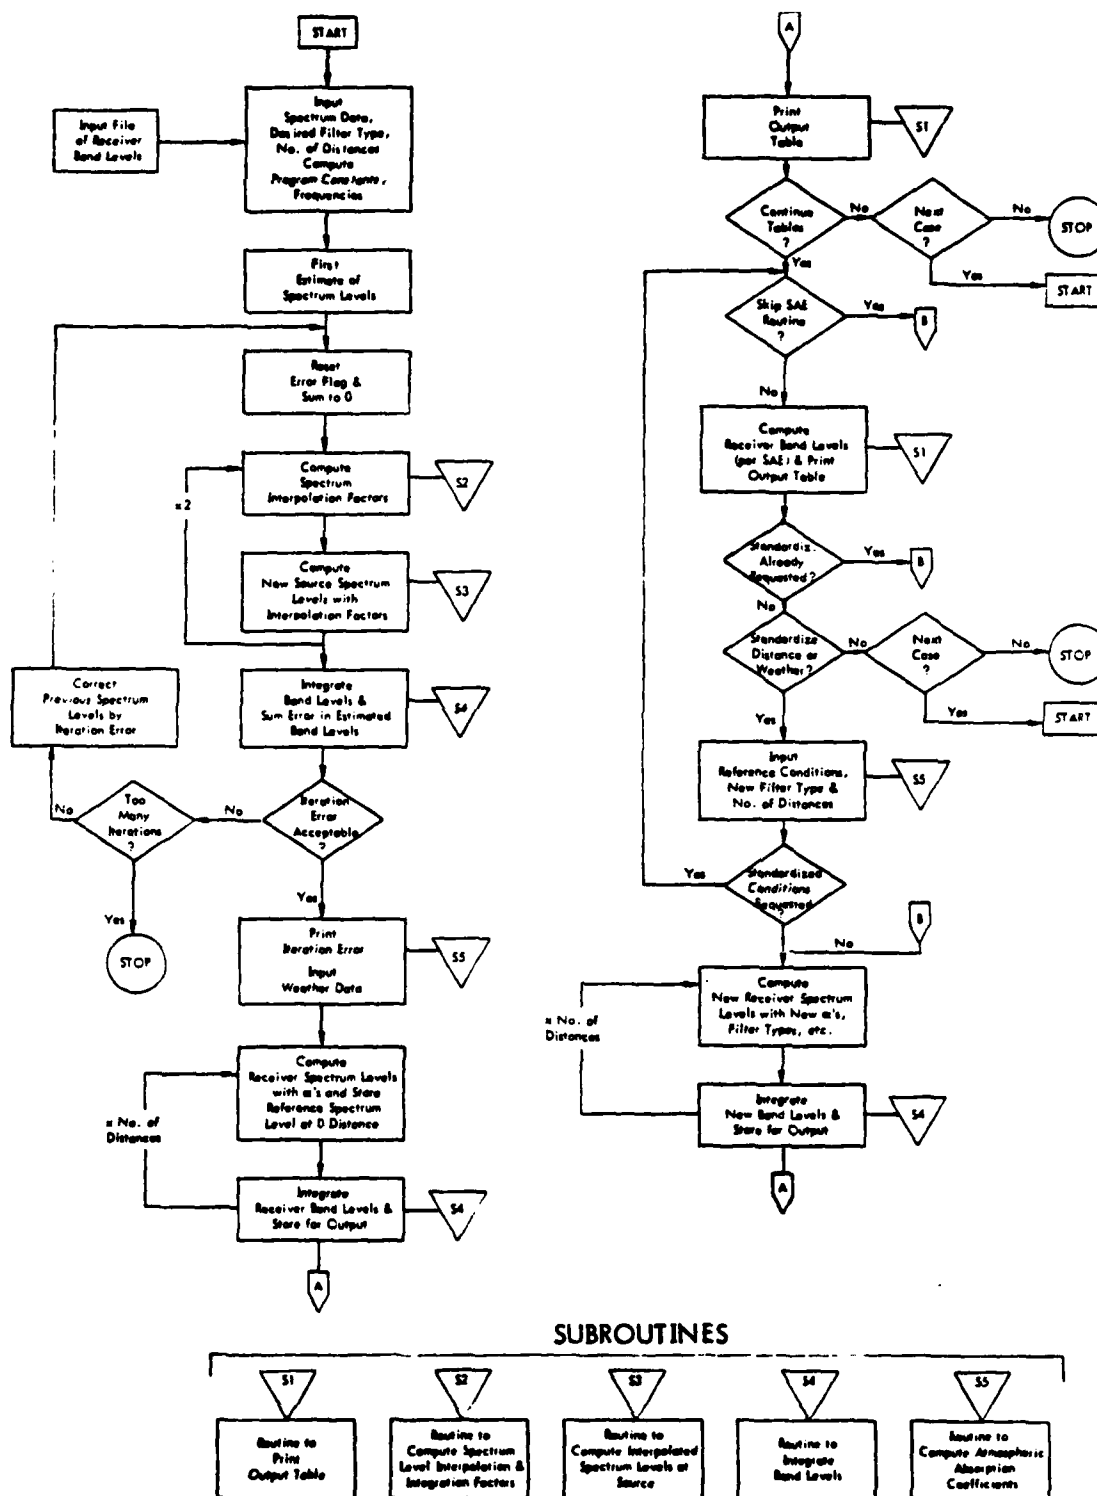 START
Input File
of Receiver
Band Levels
Input
Spectrum Data,
Desired Filter Type,
No. of Distances
Compute
Program Constants,
Frequencies
First
Estimate of
Spectrum Levels
Reset
Error Flag &
Sum to 0
Compute
Spectrum
Interpolation Factors
S2
x 2
Compute
New Source Spectrum
Levels with
Interpolation Factors
S3
Correct
Previous Spectrum
Levels by
Iteration Error
Integrate
Band Levels &
Sum Error in Estimated
Band Levels
S4
Too
Many
Iterations
?
No
No
Iteration
Error
Acceptable
?
Yes
STOP
Yes
Print
Iteration Error
Input
Weather Data
S5
Compute
Receiver Spectrum Levels
with α's and Store
Reference Spectrum
Level at 0 Distance
x No. of
Distances
Integrate
Receiver Band Levels &
Store for Output
S4
A
A
Print
Output
Table
S1
Continue
Tables
?
No
Next
Case
?
No
STOP
Yes
Yes
START
Skip SAE
Routine
?
Yes
B
No
Compute
Receiver Band Levels
(per SAE) & Print
Output Table
S1
Standardiz.
Already
Requested?
Yes
B
No
Standardize
Distance or
Weather?
No
Next
Case
?
No
STOP
Yes
Yes
START
Input
Reference Conditions,
New Filter Type &
No. of Distances
S5
Yes
Standardized
Conditions
Requested
?
B
No
Compute
New Receiver Spectrum
Levels with New α's,
Filter Types, etc.
x No. of
Distances
Integrate
New Band Levels &
Store for Output
S4
A
SUBROUTINES
S1
S2
S3
S4
S5
Routine to
Print
Output Table
Routine to
Compute Spectrum
Level Interpolation &
Integration Factors
Routine to
Compute Interpolated
Spectrum Levels at
Source
Routine to
Integrate
Band Levels
Routine to
Compute Atmospheric
Absorption
Coefficients